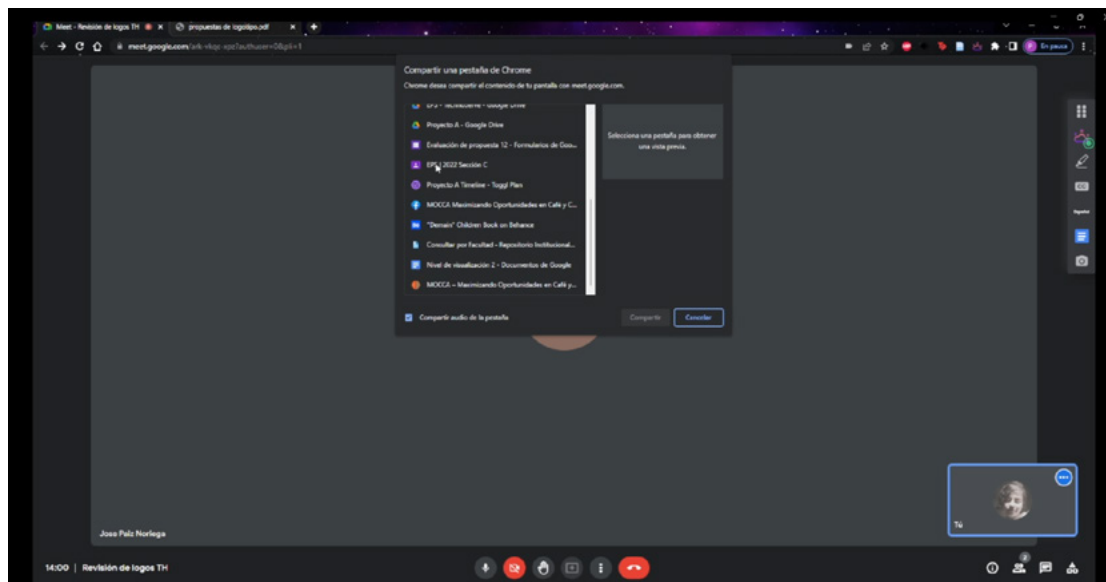 Meet - Revisión de logos TH
propuestas de logotipo.pdf
meet.google.com/
En pausa
Compartir una pestaña de Chrome
Chrome desea compartir el contenido de tu pantalla con meet.google.com.
Proyecto A - Google Drive
Evaluación de propuesta 12 - Formularios de Goo...
EPS | 2022 Sección C
Proyecto A Timeline - Toggl Plan
MOCCA Maximizando Oportunidades en Café y C...
"Demain" Children Book on Behance
Consultar por Facultad - Repositorio Institucional...
Nivel de visualización 2 - Documentos de Google
MOCCA – Maximizando Oportunidades en Café y...
Selecciona una pestaña para obtener
una vista previa.
Compartir audio de la pestaña
Compartir
Cancelar
CC
Español
Jose Palz Noriega
Tú
14:00 | Revisión de logos TH
2